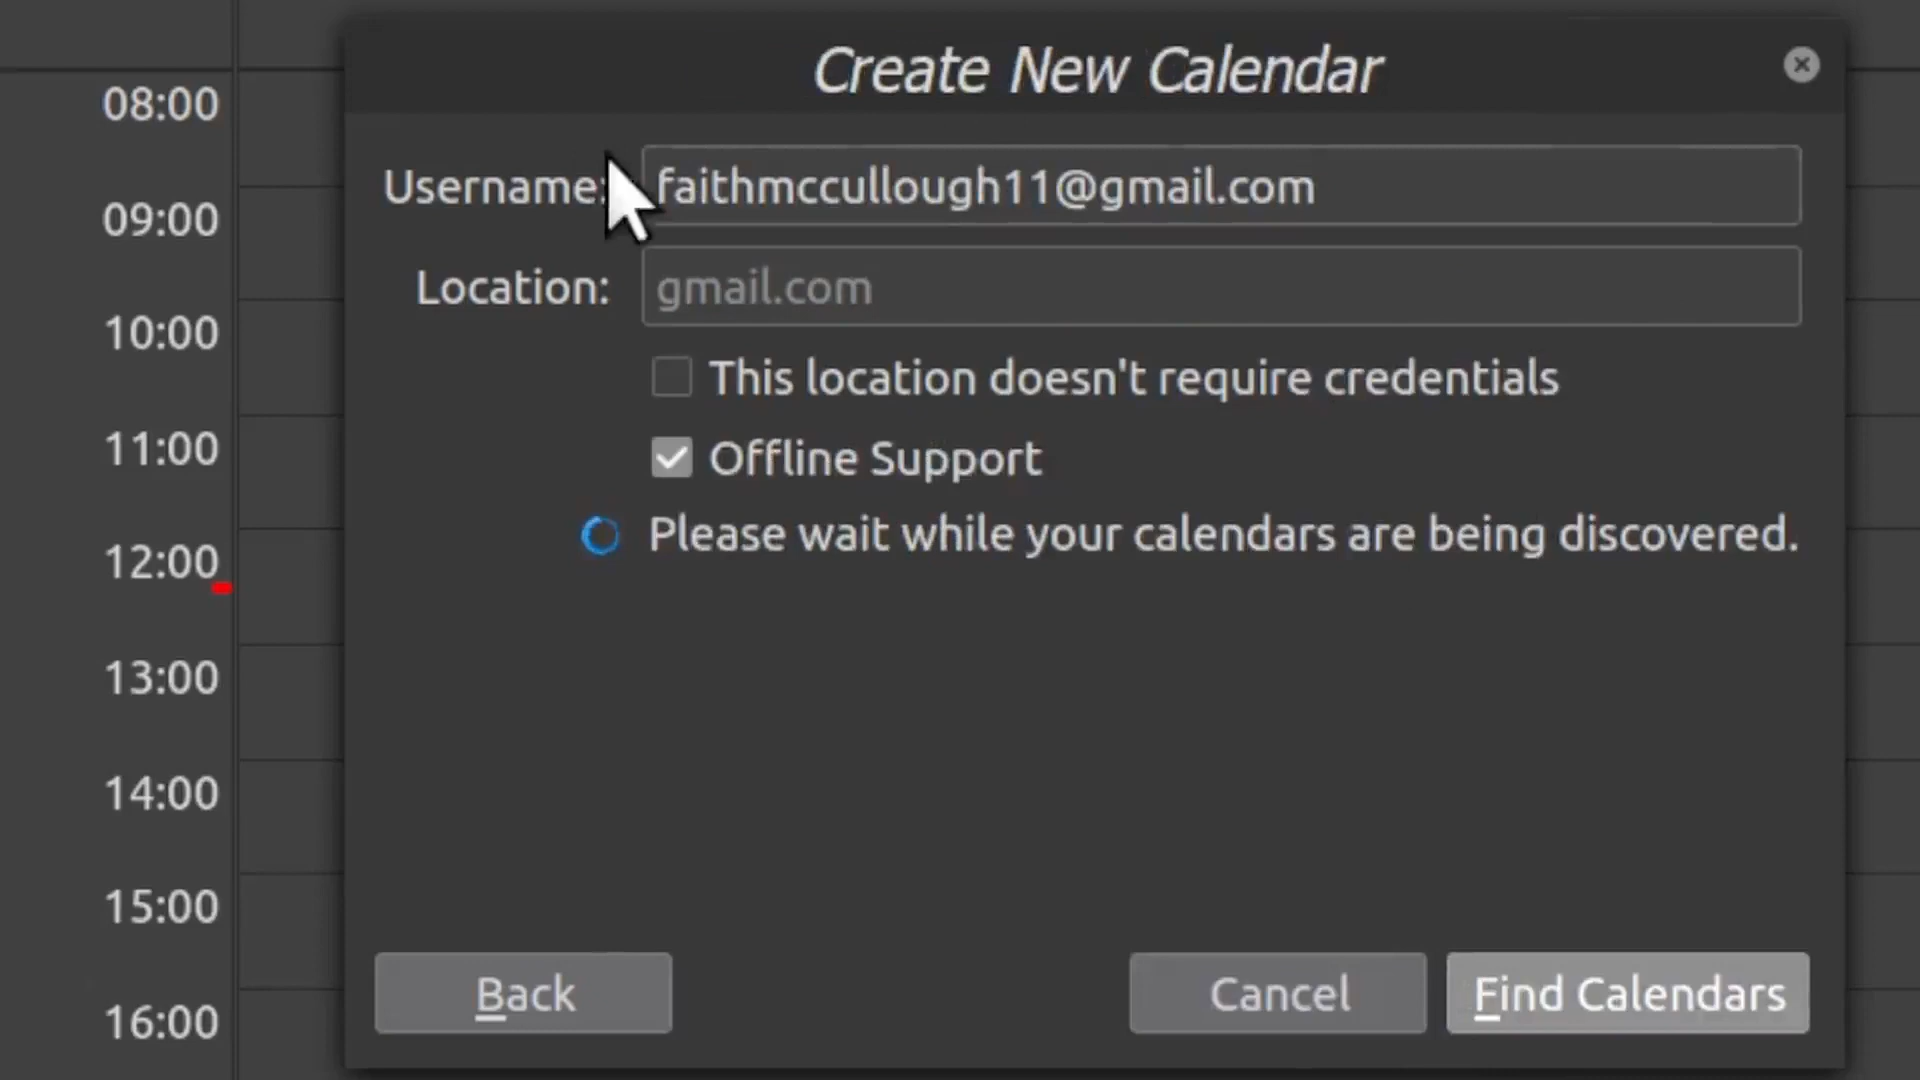 Create New Calendar
08:00
Username: faithmccullough11@gmail.com
09:00
Location: gmail.com
10:00
This location doesn't require credentials
11:00
Offline Support
12:00
Please wait while your calendars are being discovered.
13:00
14:00
15:00
Back
Cancel
Find Calendars
16:00